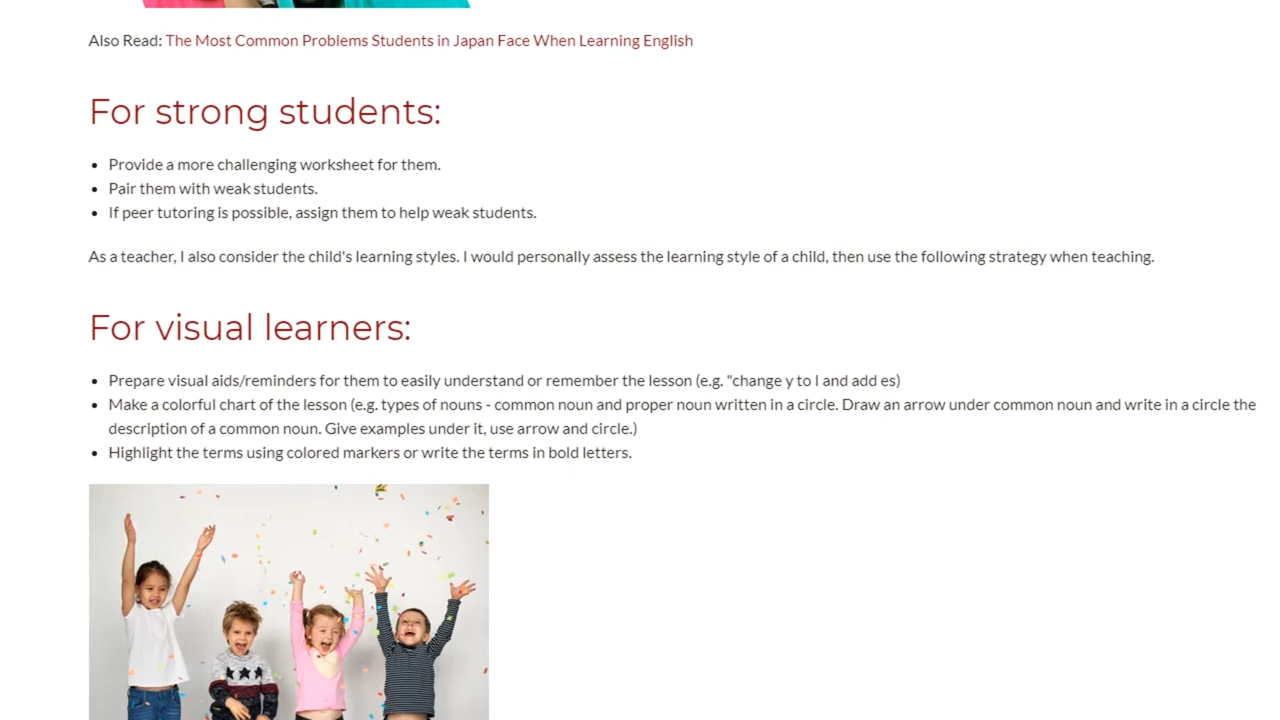 Also Read: The Most Common Problems Students in Japan Face When Learning English
For strong students:
Provide a more challenging worksheet for them.
Pair them with weak students.
If peer tutoring is possible, assign them to help weak students.
As a teacher, I also consider the child's learning styles. I would personally assess the learning style of a child, then use the following strategy when teaching.
For visual learners:
Prepare visual aids/reminders for them to easily understand or remember the lesson (e.g. "change y to I and add es)
Make a colorful chart of the lesson (e.g. types of nouns - common noun and proper noun written in a circle. Draw an arrow under common noun and write in a circle the
description of a common noun. Give examples under it, use arrow and circle.)
Highlight the terms using colored markers or write the terms in bold letters.